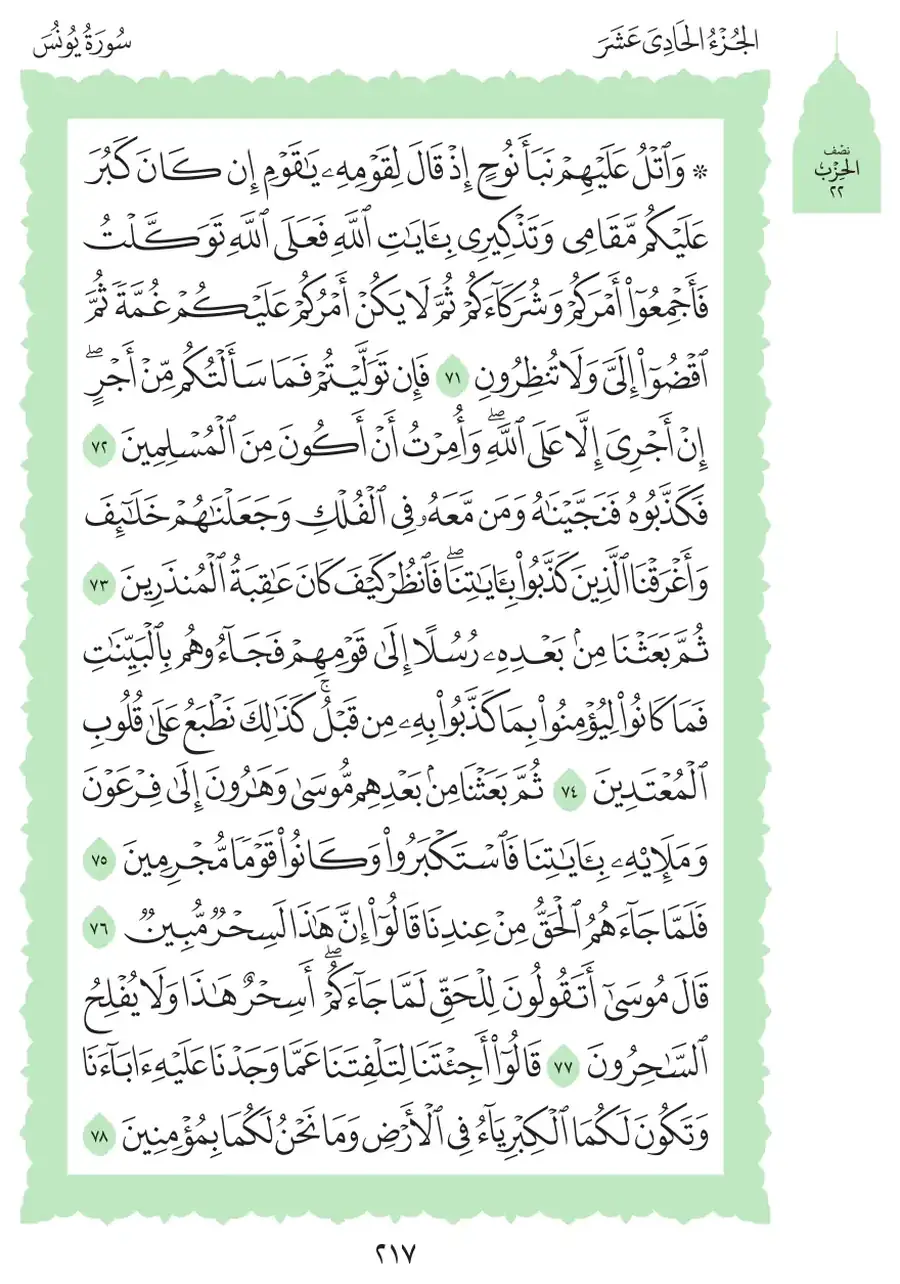 سُورَةُ يُونُسَ
الجُزْءُ الحَادِىَ عَشَرَ
نصْف
الحِزْبُ
٢٢
* وَٱتْلُ عَلَيْهِمْ نَبَأَ نُوحٍ إِذْ قَالَ لِقَوْمِهِۦ يَـٰقَوْمِ إِن كَانَ كَبُرَ
عَلَيْكُم مَّقَامِى وَتَذْكِيرِى بِـَٔايَـٰتِ ٱللَّهِ فَعَلَى ٱللَّهِ تَوَكَّلْتُ
فَأَجْمِعُوٓا۟ أَمْرَكُمْ وَشُرَكَآءَكُمْ ثُمَّ لَا يَكُنْ أَمْرُكُمْ عَلَيْكُمْ غُمَّةً ثُمَّ
ٱقْضُوٓا۟ إِلَىَّ وَلَا تُنظِرُونِ ٧١ فَإِن تَوَلَّيْتُمْ فَمَا سَأَلْتُكُم مِّنْ أَجْرٍ ۖ
إِنْ أَجْرِىَ إِلَّا عَلَى ٱللَّهِ ۖ وَأُمِرْتُ أَنْ أَكُونَ مِنَ ٱلْمُسْلِمِينَ ٧٢
فَكَذَّبُوهُ فَنَجَّيْنَـٰهُ وَمَن مَّعَهُۥ فِى ٱلْفُلْكِ وَجَعَلْنَـٰهُمْ خَلَـٰٓئِفَ
وَأَغْرَقْنَا ٱلَّذِينَ كَذَّبُوا۟ بِـَٔايَـٰتِنَا ۖ فَٱنظُرْ كَيْفَ كَانَ عَـٰقِبَةُ ٱلْمُنذَرِينَ ٧٣
ثُمَّ بَعَثْنَا مِنۢ بَعْدِهِۦ رُسُلًا إِلَىٰ قَوْمِهِمْ فَجَآءُوهُم بِٱلْبَيِّنَـٰتِ
فَمَا كَانُوا۟ لِيُؤْمِنُوا۟ بِمَا كَذَّبُوا۟ بِهِۦ مِن قَبْلُ ۚ كَذَٰلِكَ نَطْبَعُ عَلَىٰ قُلُوبِ
ٱلْمُعْتَدِينَ ٧٤ ثُمَّ بَعَثْنَا مِنۢ بَعْدِهِم مُّوسَىٰ وَهَـٰرُونَ إِلَىٰ فِرْعَوْنَ
وَمَلَإِي۟هِۦ بِـَٔايَـٰتِنَا فَٱسْتَكْبَرُوا۟ وَكَانُوا۟ قَوْمًا مُّجْرِمِينَ ٧٥
فَلَمَّا جَآءَهُمُ ٱلْحَقُّ مِنْ عِندِنَا قَالُوٓا۟ إِنَّ هَـٰذَا لَسِحْرٌ مُّبِينٌ ٧٦
قَالَ مُوسَىٰٓ أَتَقُولُونَ لِلْحَقِّ لَمَّا جَآءَكُمْ ۖ أَسِحْرٌ هَـٰذَا وَلَا يُفْلِحُ
ٱلسَّـٰحِرُونَ ٧٧ قَالُوٓا۟ أَجِئْتَنَا لِتَلْفِتَنَا عَمَّا وَجَدْنَا عَلَيْهِ ءَابَآءَنَا
وَتَكُونَ لَكُمَا ٱلْكِبْرِيَآءُ فِى ٱلْأَرْضِ وَمَا نَحْنُ لَكُمَا بِمُؤْمِنِينَ ٧٨
٢١٧